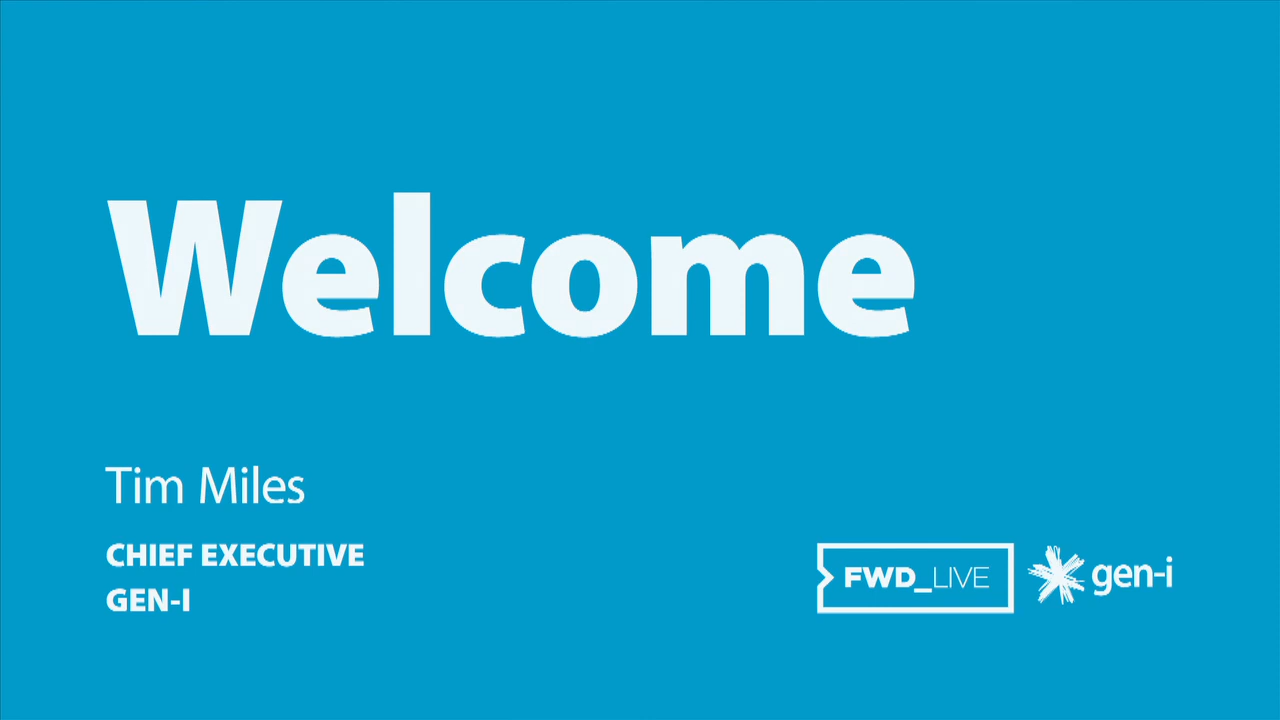 Welcome
Tim Miles
CHIEF EXECUTIVE
GEN-I
FWD_LIVE
gen-i